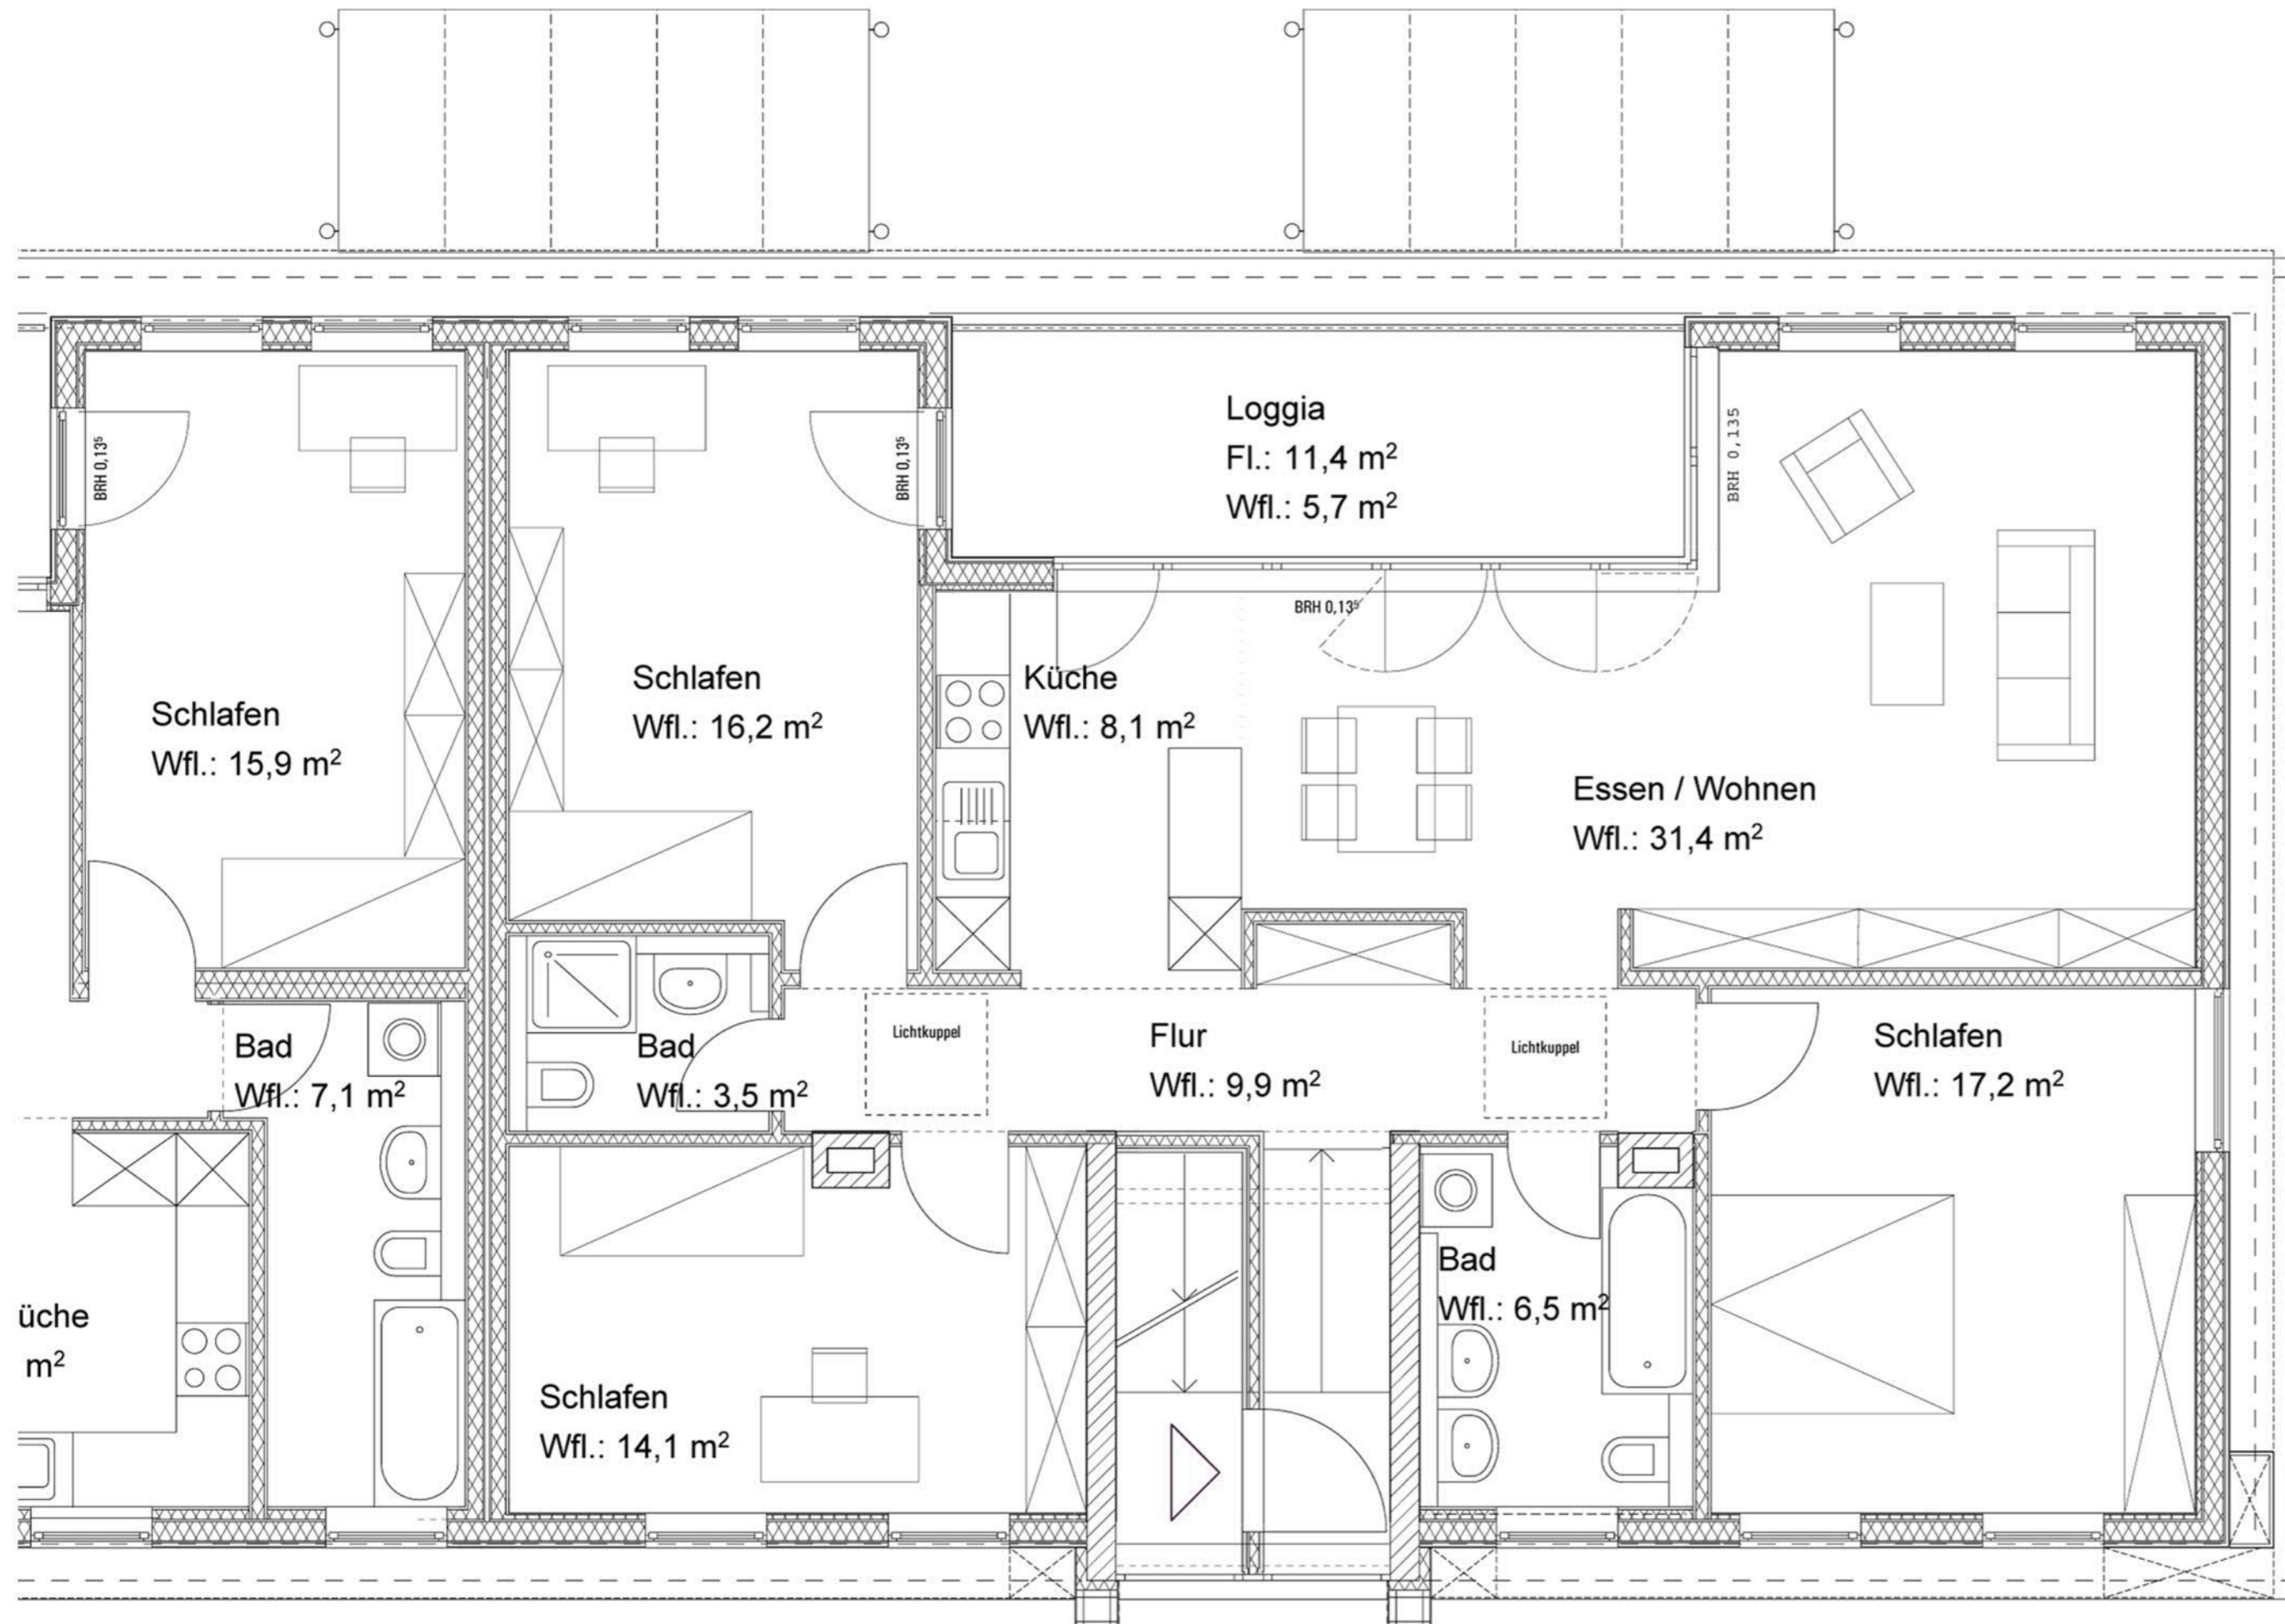 Loggia
Fl.: 11,4 m²
Wfl.: 5,7 m²
BRH 0,13⁵
BRH 0,13⁵
BRH 0,135
BRH 0,13⁵
Schlafen
Wfl.: 15,9 m²
Schlafen
Wfl.: 16,2 m²
Küche
Wfl.: 8,1 m²
Essen / Wohnen
Wfl.: 31,4 m²
Bad
Wfl.: 7,1 m²
Bad
Wfl.: 3,5 m²
Lichtkuppel
Flur
Wfl.: 9,9 m²
Lichtkuppel
Schlafen
Wfl.: 17,2 m²
Bad
Wfl.: 6,5 m²
üche
m²
Schlafen
Wfl.: 14,1 m²